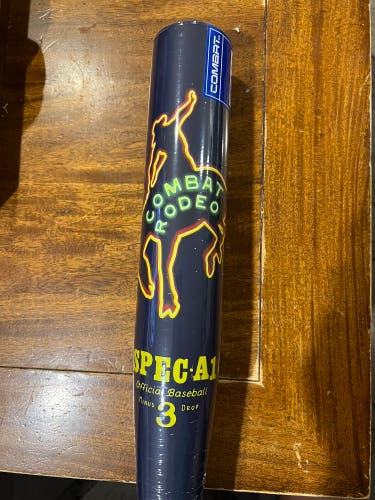 COMBAT
COMBAT
RODEO
SPEC·A1
Official Baseball
MINUS 3 DROP